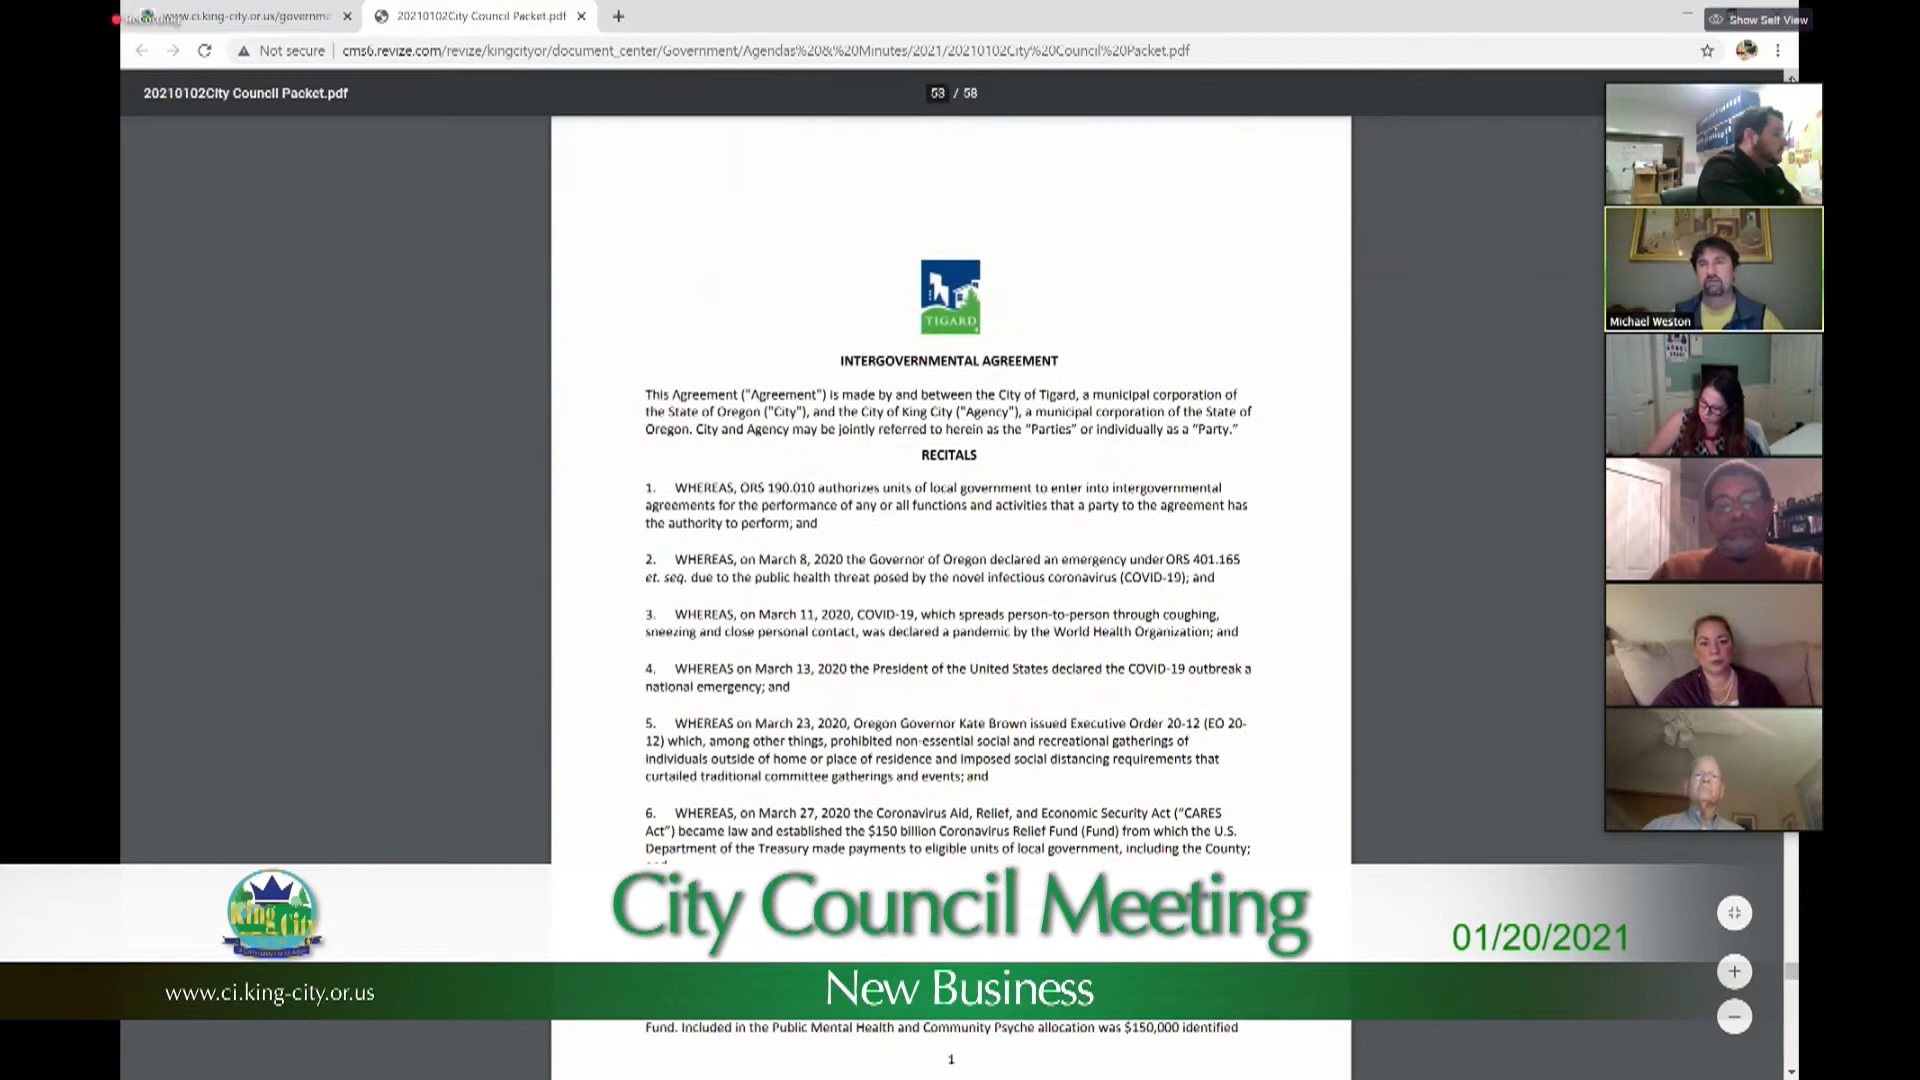 www.ci.king-city.or.us/governme
20210102City Council Packet.pdf
Show Self View
Not secure
cms6.revize.com/revize/kingcityor/document_center/Government/Agendas%20&%20Minutes/2021/20210102City%20Council%20Packet.pdf
20210102City Council Packet.pdf
53 / 58
TIGARD
INTERGOVERNMENTAL AGREEMENT
This Agreement ("Agreement") is made by and between the City of Tigard, a municipal corporation of
the State of Oregon ("City"), and the City of King City ("Agency"), a municipal corporation of the State of
Oregon. City and Agency may be jointly referred to herein as the "Parties" or individually as a "Party."
RECITALS
1. WHEREAS, ORS 190.010 authorizes units of local government to enter into intergovernmental
agreements for the performance of any or all functions and activities that a party to the agreement has
the authority to perform; and
2. WHEREAS, on March 8, 2020 the Governor of Oregon declared an emergency under ORS 401.165
et. seq. due to the public health threat posed by the novel infectious coronavirus (COVID-19); and
3. WHEREAS, on March 11, 2020, COVID-19, which spreads person-to-person through coughing,
sneezing and close personal contact, was declared a pandemic by the World Health Organization; and
4. WHEREAS on March 13, 2020 the President of the United States declared the COVID-19 outbreak a
national emergency; and
5. WHEREAS on March 23, 2020, Oregon Governor Kate Brown issued Executive Order 20-12 (EO 20-
12) which, among other things, prohibited non-essential social and recreational gatherings of
individuals outside of home or place of residence and imposed social distancing requirements that
curtailed traditional committee gatherings and events; and
6. WHEREAS, on March 27, 2020 the Coronavirus Aid, Relief, and Economic Security Act ("CARES
Act") became law and established the $150 billion Coronavirus Relief Fund (Fund) from which the U.S.
Department of the Treasury made payments to eligible units of local government, including the County;
Michael Weston
King City
City Council Meeting
01/20/2021
www.ci.king-city.or.us
New Business
Fund. Included in the Public Mental Health and Community Psyche allocation was $150,000 identified
1